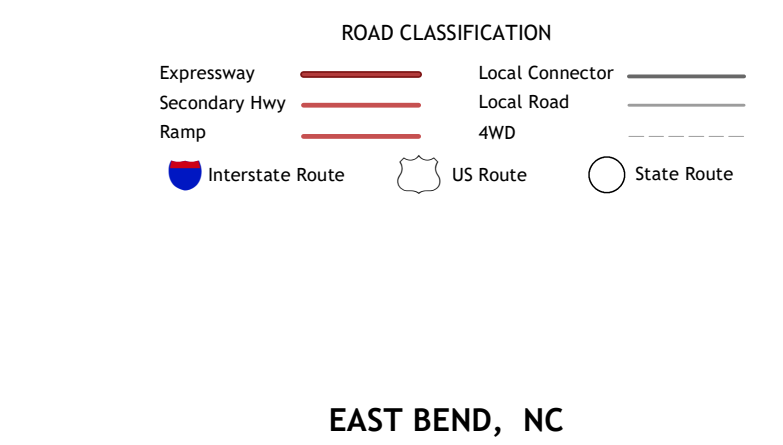 ROAD CLASSIFICATION
Expressway
Local Connector
Secondary Hwy
Local Road
Ramp
4WD
Interstate Route
US Route
State Route
EAST BEND,  NC